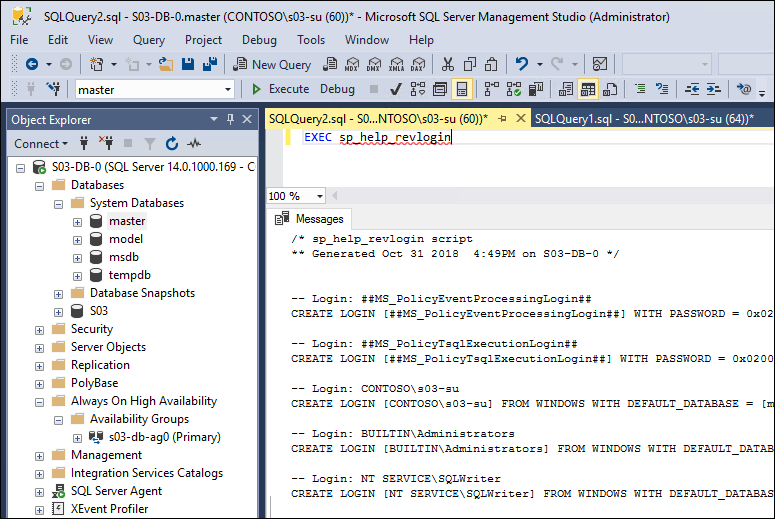 SQLQuery2.sql - S03-DB-0.master (CONTOSO\s03-su (60))* - Microsoft SQL Server Management Studio (Administrator)
File Edit View Query Project Debug Tools Window Help
New Query MDX DMX XMLA DAX
master Execute Debug
Object Explorer
Connect
S03-DB-0 (SQL Server 14.0.1000.169 - C
Databases
System Databases
master
model
msdb
tempdb
Database Snapshots
S03
Security
Server Objects
Replication
PolyBase
Always On High Availability
Availability Groups
s03-db-ag0 (Primary)
Management
Integration Services Catalogs
SQL Server Agent
XEvent Profiler
SQLQuery2.sql - S0...NTOSO\s03-su (60))* SQLQuery1.sql - S0...NTOSO\s03-su (64))*
EXEC sp_help_revlogin
100 %
Messages
/* sp_help_revlogin script
** Generated Oct 31 2018  4:49PM on S03-DB-0 */
-- Login: ##MS_PolicyEventProcessingLogin##
CREATE LOGIN [##MS_PolicyEventProcessingLogin##] WITH PASSWORD = 0x02
-- Login: ##MS_PolicyTsqlExecutionLogin##
CREATE LOGIN [##MS_PolicyTsqlExecutionLogin##] WITH PASSWORD = 0x0200
-- Login: CONTOSO\s03-su
CREATE LOGIN [CONTOSO\s03-su] FROM WINDOWS WITH DEFAULT_DATABASE = [m
-- Login: BUILTIN\Administrators
CREATE LOGIN [BUILTIN\Administrators] FROM WINDOWS WITH DEFAULT_DATAB
-- Login: NT SERVICE\SQLWriter
CREATE LOGIN [NT SERVICE\SQLWriter] FROM WINDOWS WITH DEFAULT_DATABAS